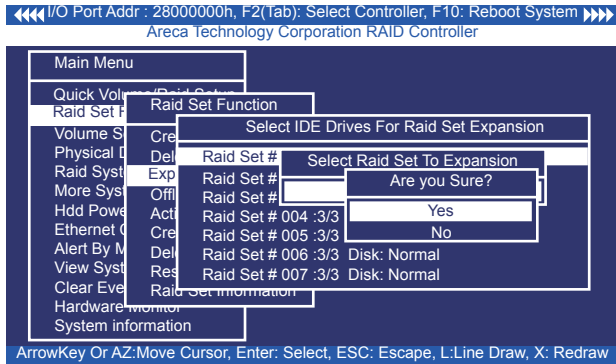 I/O Port Addr : 28000000h, F2(Tab): Select Controller, F10: Reboot System
Areca Technology Corporation RAID Controller
Main Menu
Quick Volume/Raid Setup
Raid Set F
Volume S
Physical D
Raid Syst
More Syst
Hdd Powe
Ethernet C
Alert By M
View Syst
Clear Eve
Hardware Monitor
System information
Raid Set Function
Cre
Del
Exp
Offl
Acti
Cre
Del
Res
Raid Set Information
Select IDE Drives For Raid Set Expansion
Raid Set #
Raid Set #
Raid Set #
Raid Set # 004 :3/3
Raid Set # 005 :3/3
Raid Set # 006 :3/3 Disk: Normal
Raid Set # 007 :3/3 Disk: Normal
Select Raid Set To Expansion
Are you Sure?
Yes
No
ArrowKey Or AZ:Move Cursor, Enter: Select, ESC: Escape, L:Line Draw, X: Redraw